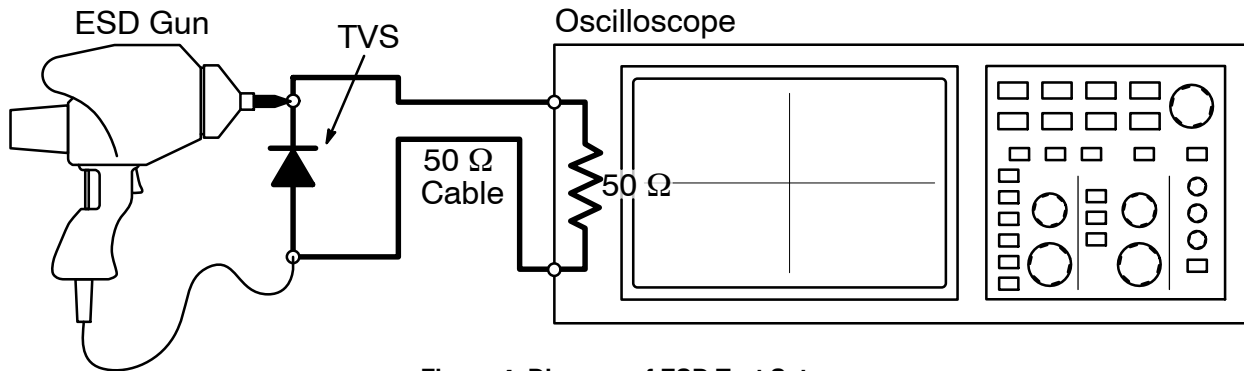 ESD Gun
TVS
Oscilloscope
50 Ω
Cable
50 Ω